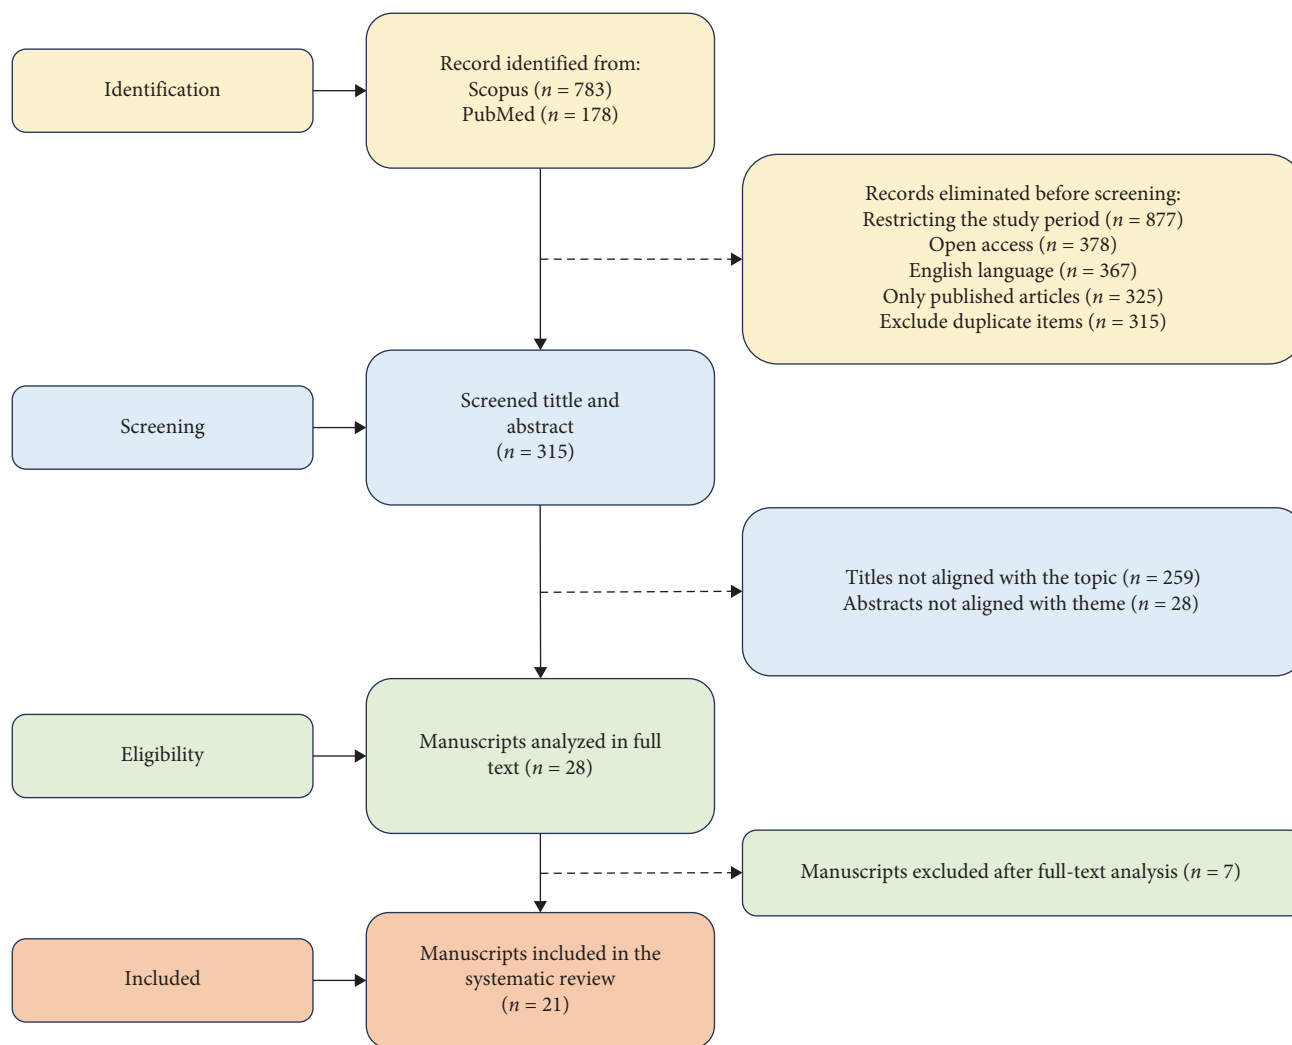 Identification
Record identified from:
Scopus (n = 783)
PubMed (n = 178)
Records eliminated before screening:
Restricting the study period (n = 877)
Open access (n = 378)
English language (n = 367)
Only published articles (n = 325)
Exclude duplicate items (n = 315)
Screening
Screened tittle and
abstract
(n = 315)
Titles not aligned with the topic (n = 259)
Abstracts not aligned with theme (n = 28)
Eligibility
Manuscripts analyzed in full
text (n = 28)
Manuscripts excluded after full-text analysis (n = 7)
Included
Manuscripts included in the
systematic review
(n = 21)